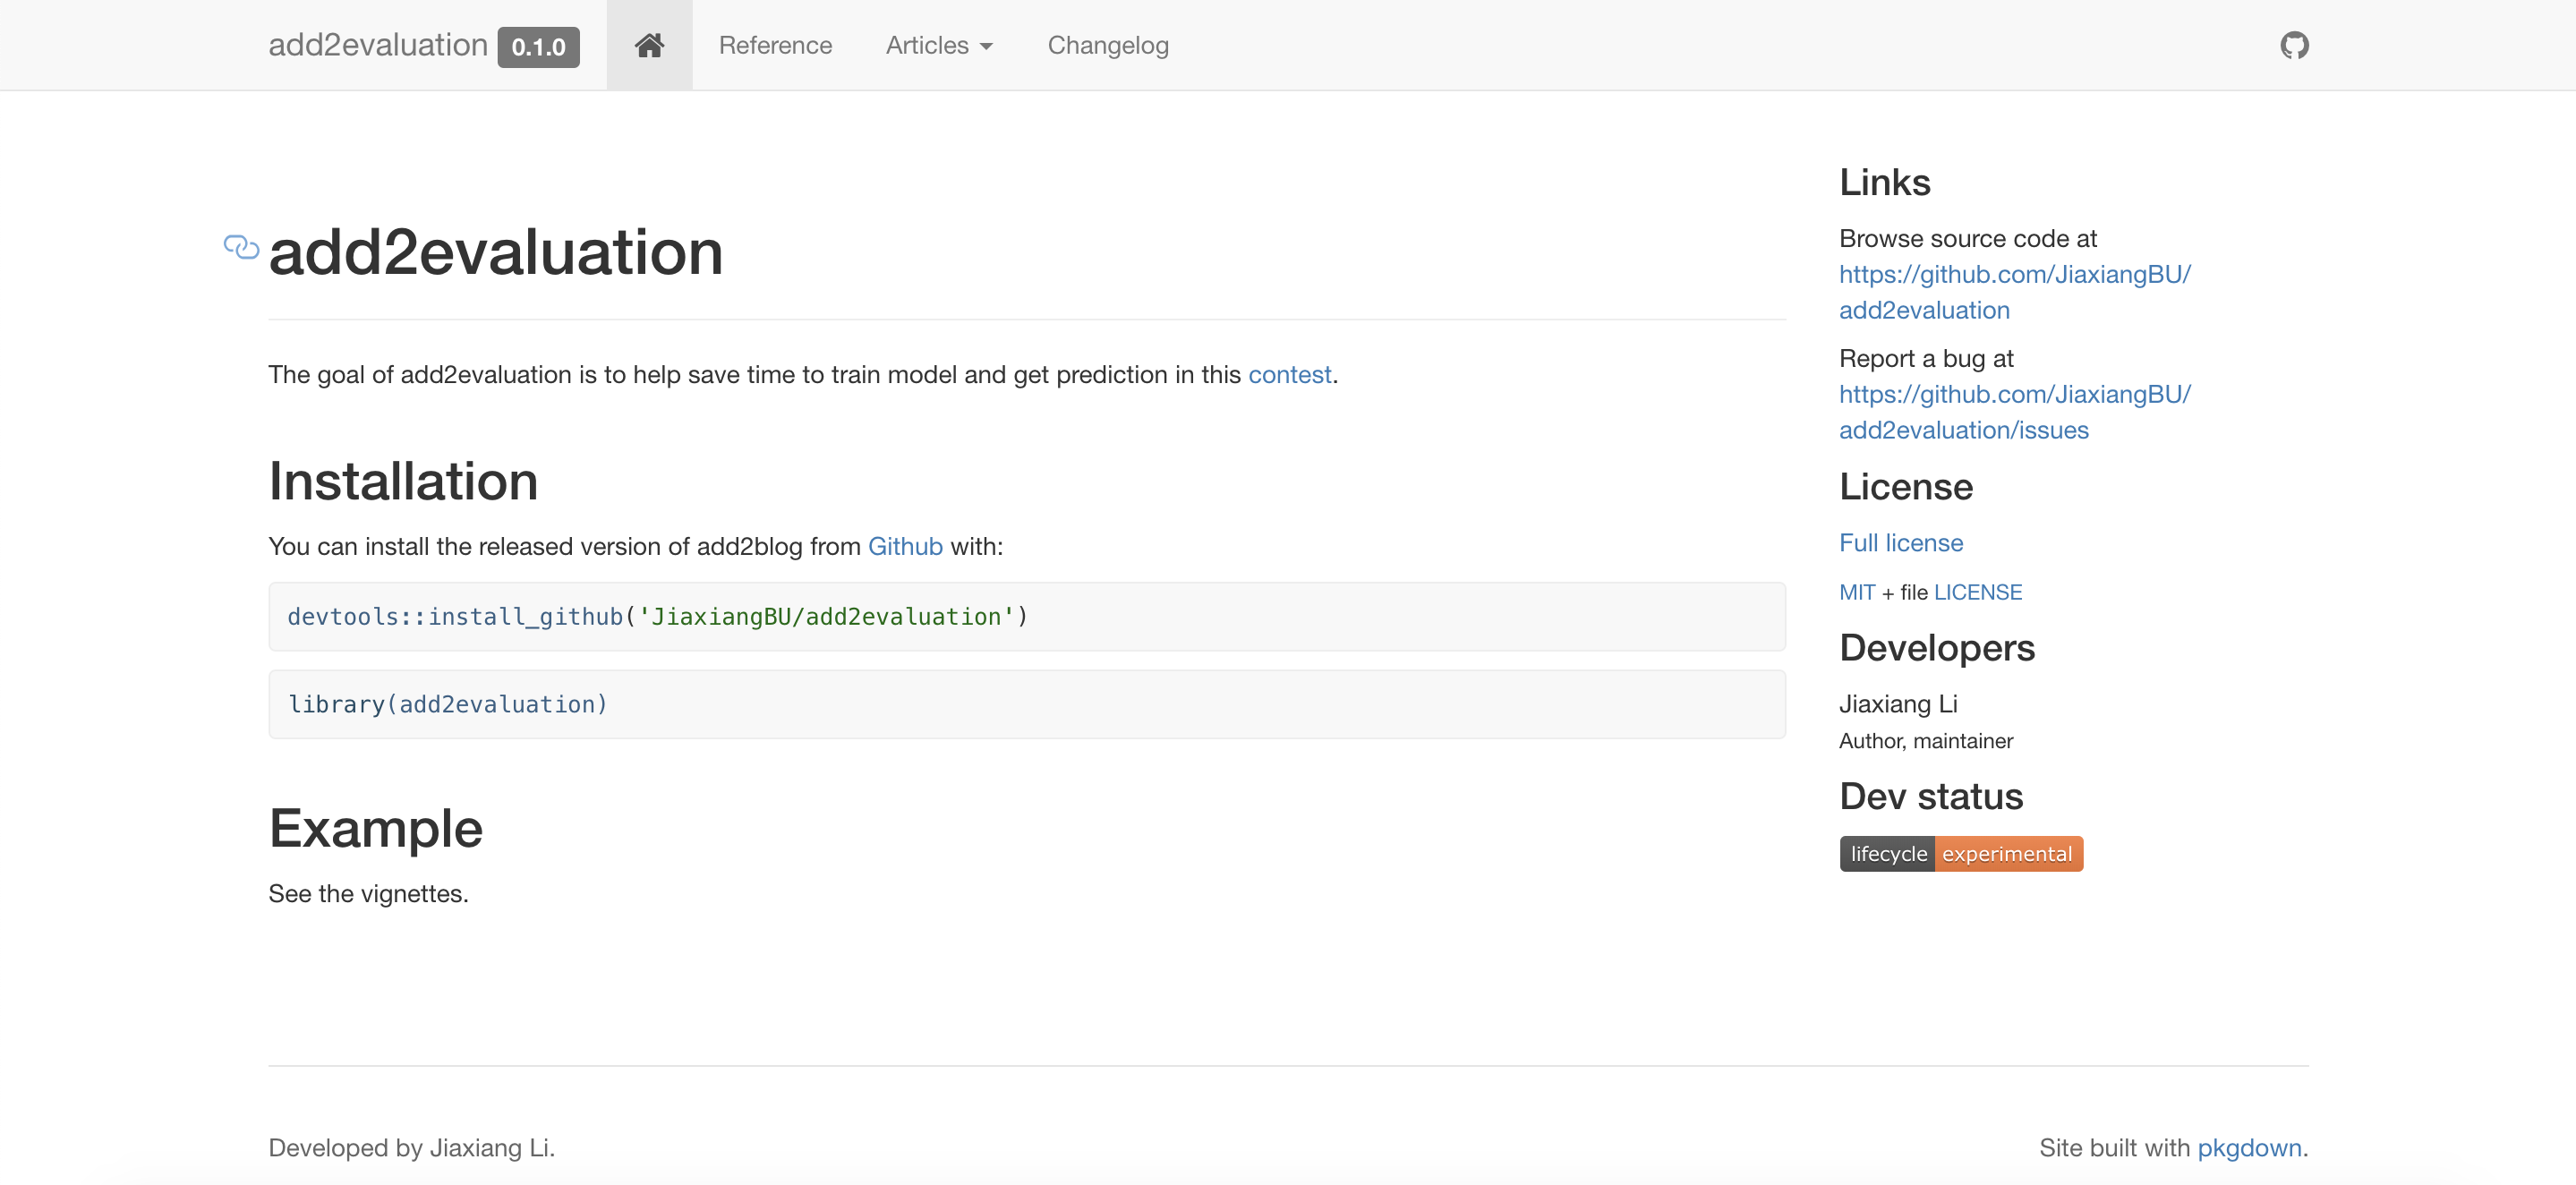 add2evaluation 0.1.0 Reference Articles Changelog
add2evaluation
The goal of add2evaluation is to help save time to train model and get prediction in this contest.
Installation
You can install the released version of add2blog from Github with:
devtools::install_github('JiaxiangBU/add2evaluation')
library(add2evaluation)
Example
See the vignettes.
Links
Browse source code at
https://github.com/JiaxiangBU/
add2evaluation
Report a bug at
https://github.com/JiaxiangBU/
add2evaluation/issues
License
Full license
MIT + file LICENSE
Developers
Jiaxiang Li
Author, maintainer
Dev status
lifecycle experimental
Developed by Jiaxiang Li.
Site built with pkgdown.